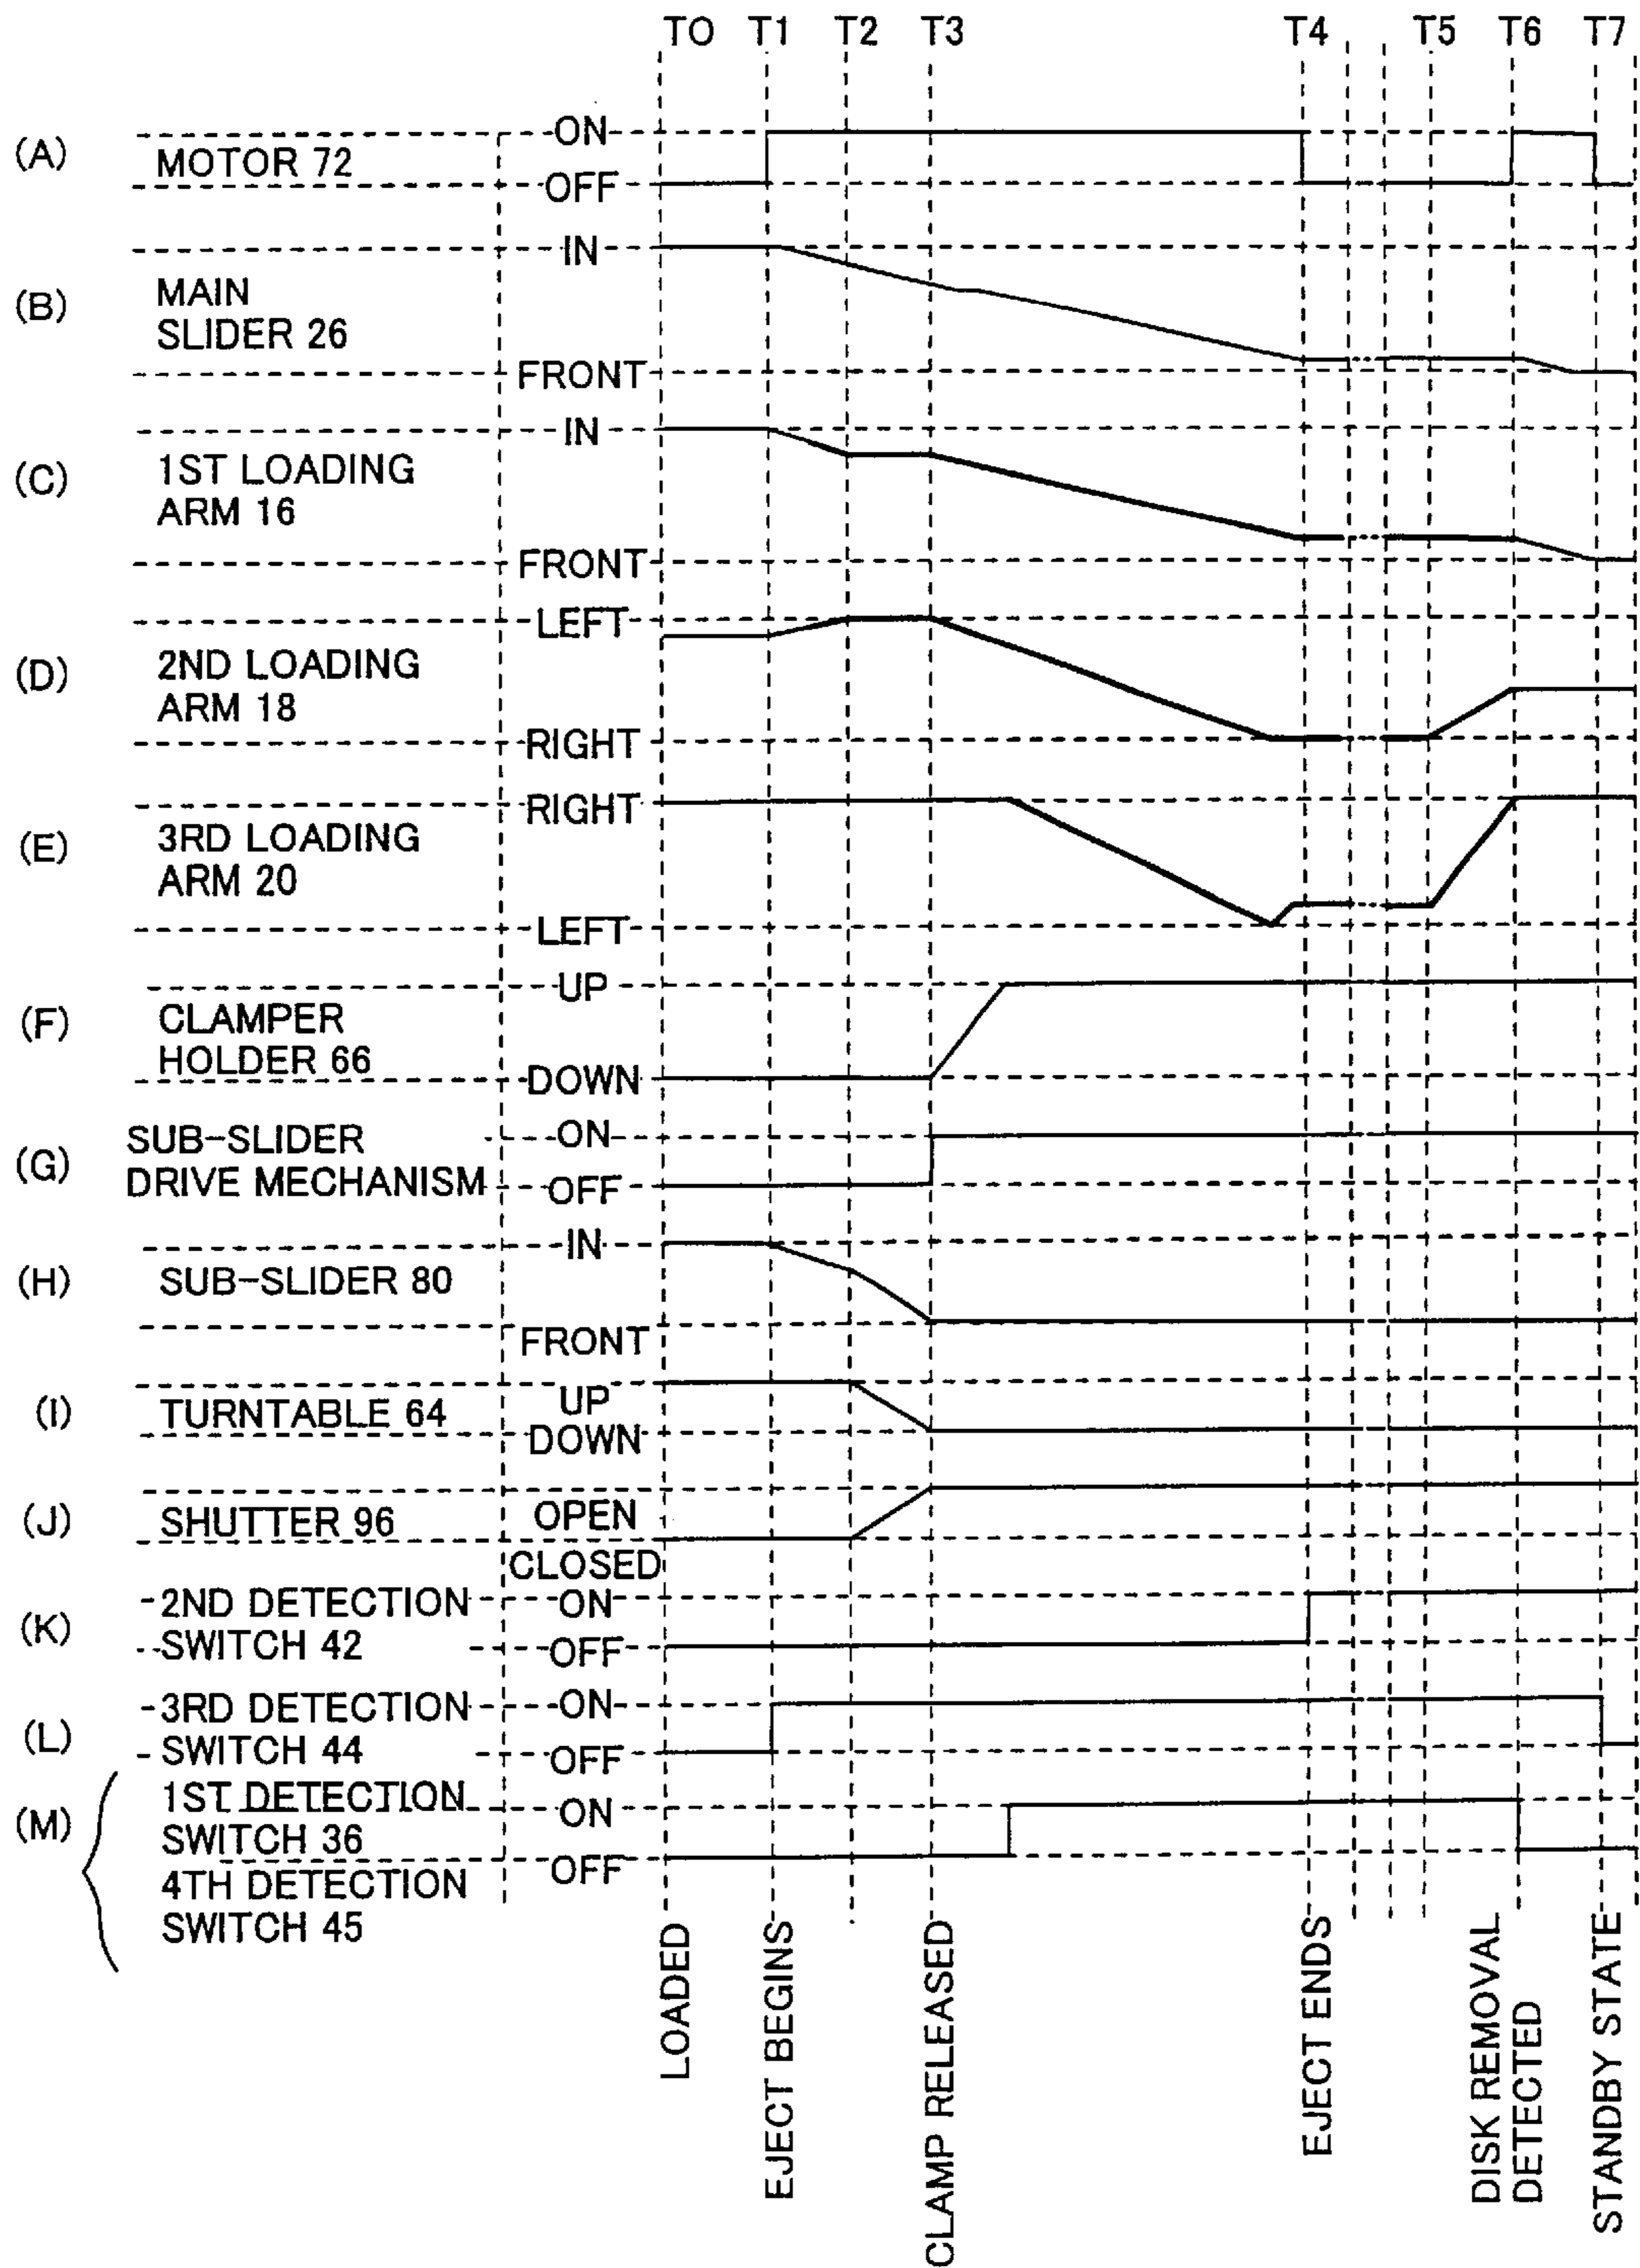 T0 T1 T2 T3 T4 T5 T6 T7
(A) MOTOR 72 ON
OFF
(B) MAIN SLIDER 26 IN
FRONT
(C) 1ST LOADING ARM 16 IN
FRONT
(D) 2ND LOADING ARM 18 LEFT
RIGHT
(E) 3RD LOADING ARM 20 RIGHT
LEFT
(F) CLAMPER HOLDER 66 UP
DOWN
(G) SUB-SLIDER DRIVE MECHANISM ON
OFF
(H) SUB-SLIDER 80 IN
FRONT
(I) TURNTABLE 64 UP
DOWN
(J) SHUTTER 96 OPEN
CLOSED
(K) 2ND DETECTION SWITCH 42 ON
OFF
(L) 3RD DETECTION SWITCH 44 ON
OFF
(M) 1ST DETECTION SWITCH 36 ON
OFF
4TH DETECTION SWITCH 45
LOADED
EJECT BEGINS
CLAMP RELEASED
EJECT ENDS
DISK REMOVAL DETECTED
STANDBY STATE